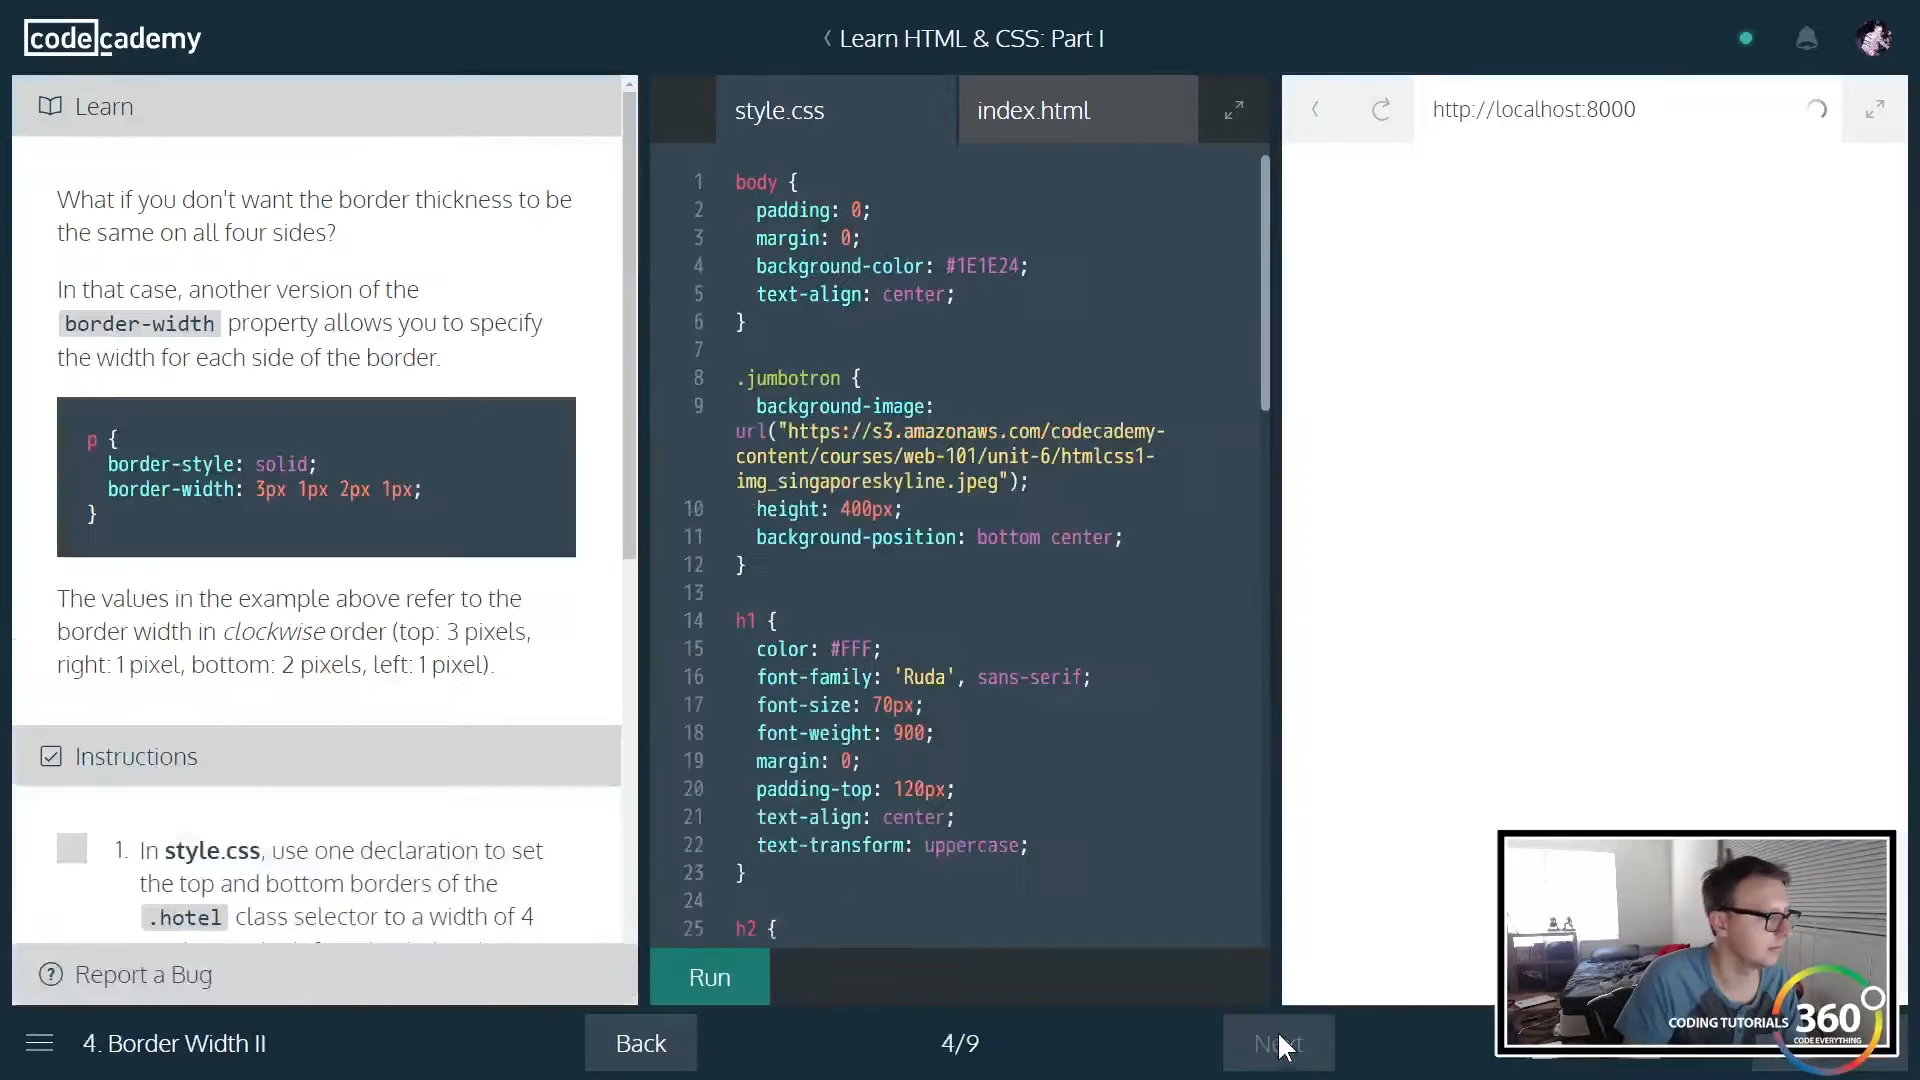 codecademy
Learn HTML & CSS: Part I
Learn
What if you don't want the border thickness to be
the same on all four sides?
In that case, another version of the
border-width property allows you to specify
the width for each side of the border.
p {
border-style: solid;
border-width: 3px 1px 2px 1px;
}
The values in the example above refer to the
border width in clockwise order (top: 3 pixels,
right: 1 pixel, bottom: 2 pixels, left: 1 pixel).
Instructions
1. In style.css, use one declaration to set
the top and bottom borders of the
.hotel class selector to a width of 4
Report a Bug
style.css
index.html
1 body {
2 padding: 0;
3 margin: 0;
4 background-color: #1E1E24;
5 text-align: center;
6 }
7
8 .jumbotron {
9 background-image:
url("https://s3.amazonaws.com/codecademy-
content/courses/web-101/unit-6/htmlcss1-
img_singaporeskyline.jpeg");
10 height: 400px;
11 background-position: bottom center;
12 }
13
14 h1 {
15 color: #FFF;
16 font-family: 'Ruda', sans-serif;
17 font-size: 70px;
18 font-weight: 900;
19 margin: 0;
20 padding-top: 120px;
21 text-align: center;
22 text-transform: uppercase;
23 }
24
25 h2 {
Run
http://localhost:8000
4. Border Width II
Back
4/9
Next
CODING TUTORIALS 360
CODE EVERYTHING